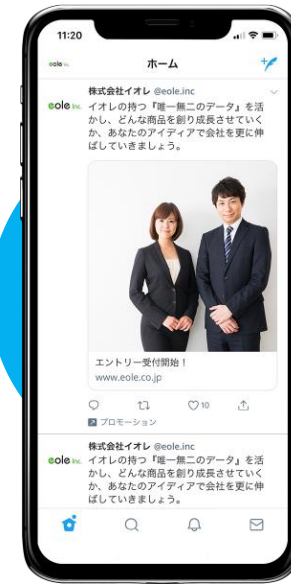 11:20
eole Inc.
ホーム
株式会社イオレ @eole.inc
eole Inc.
イオレの持つ『唯一無二のデータ』を活
かし、どんな商品を創り成長させていく
か、あなたのアイディアで会社を更に伸
ばしていきましょう。
エントリー受付開始！
www.eole.co.jp
10
プロモーション
株式会社イオレ @eole.inc
eole Inc.
イオレの持つ『唯一無二のデータ』を活
かし、どんな商品を創り成長させていく
か、あなたのアイディアで会社を更に伸
ばしていきましょう。